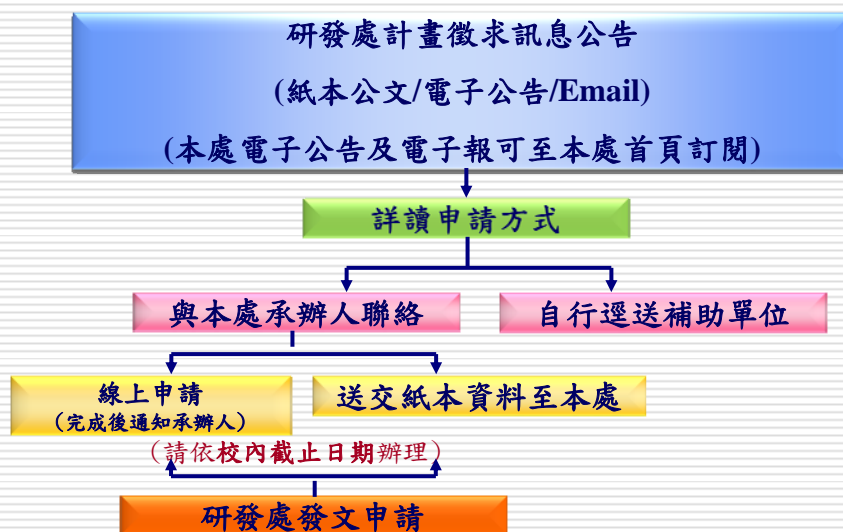 研發處計畫徵求訊息公告
(紙本公文/電子公告/Email)
(本處電子公告及電子報可至本處首頁訂閱)
詳讀申請方式
與本處承辦人聯絡
自行逕送補助單位
線上申請
(完成後通知承辦人)
送交紙本資料至本處
(請依校內截止日期辦理)
研發處發文申請